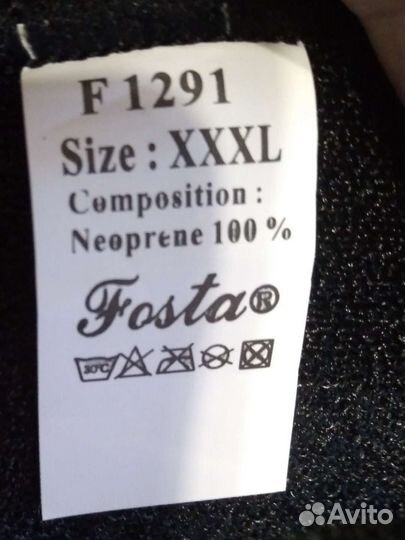 F 1291
Size : XXXL
Composition :
Neoprene 100 %
Fosta®
30°C
Avito